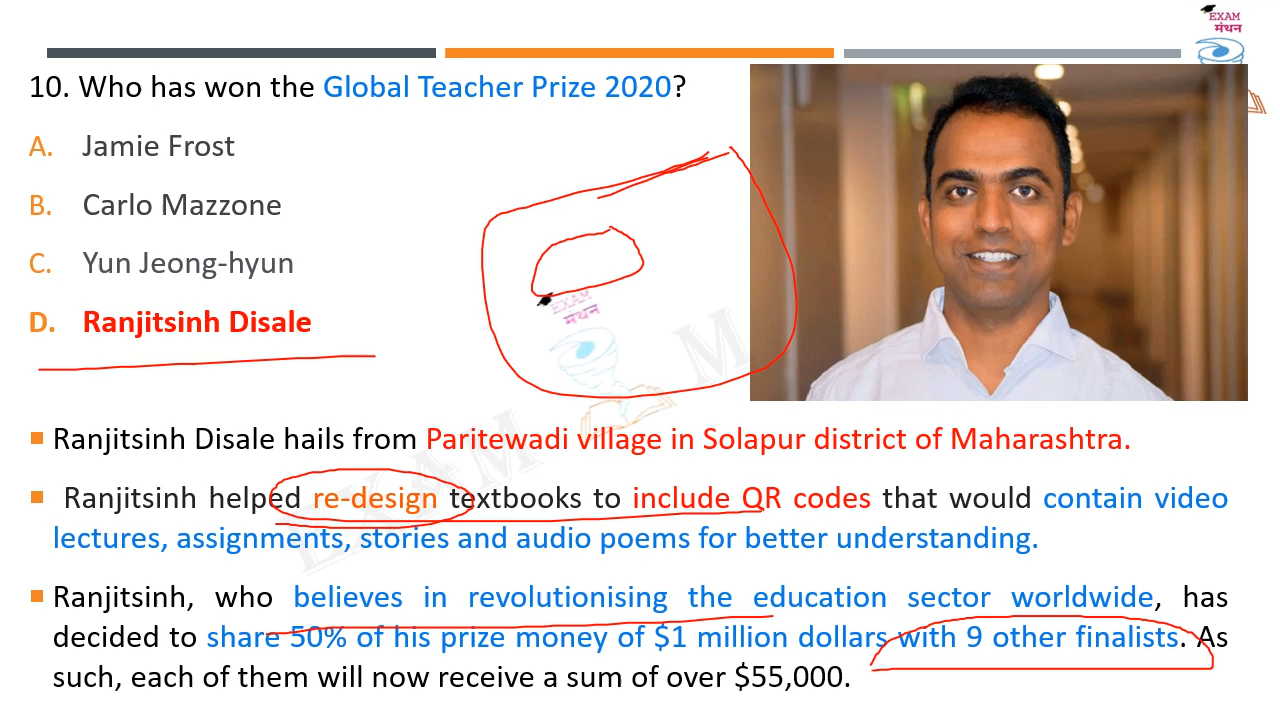 EXAM
मंथन
10. Who has won the Global Teacher Prize 2020?
A. Jamie Frost
B. Carlo Mazzone
C. Yun Jeong-hyun
D. Ranjitsinh Disale
EXAM
मंथन
EXAM M
▪ Ranjitsinh Disale hails from Paritewadi village in Solapur district of Maharashtra.
▪ Ranjitsinh helped re-design textbooks to include QR codes that would contain video
lectures, assignments, stories and audio poems for better understanding.
▪ Ranjitsinh, who believes in revolutionising the education sector worldwide, has
decided to share 50% of his prize money of $1 million dollars with 9 other finalists. As
such, each of them will now receive a sum of over $55,000.